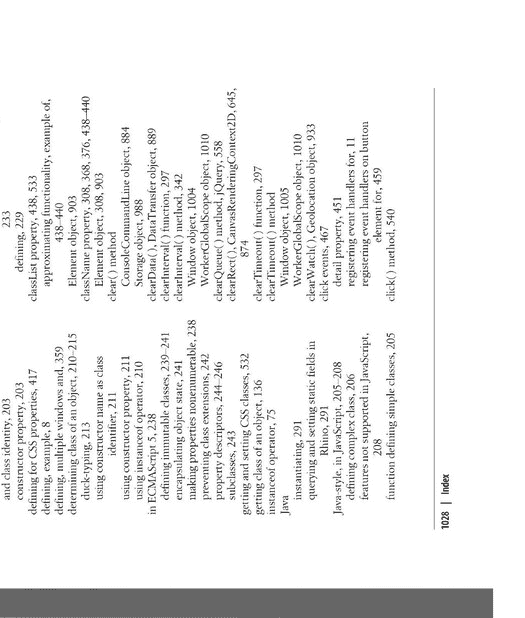 and class identity, 203
constructor property, 203
defining for CSS properties, 417
defining, example, 8
defining, multiple windows and, 359
determining class of an object, 210–215
duck-typing, 213
using constructor name as class
identifier, 211
using constructor property, 211
using instanceof operator, 210
in ECMAScript 5, 238
defining immutable classes, 239–241
encapsulating object state, 241
making properties nonenumerable, 238
preventing class extensions, 242
property descriptors, 244–246
subclasses, 243
getting and setting CSS classes, 532
getting class of an object, 136
instanceof operator, 75
Java
instantiating, 291
querying and setting static fields in
Rhino, 291
Java-style, in JavaScript, 205–208
defining complex class, 206
features not supported in JavaScript,
208
function defining simple classes, 205
233
defining, 229
classList property, 438, 533
approximating functionality, example of,
438–440
Element object, 903
className property, 308, 368, 376, 438–440
Element object, 308, 903
clear() method
ConsoleCommandLine object, 884
Storage object, 988
clearData(), DataTransfer object, 889
clearInterval() function, 297
clearInterval() method, 342
Window object, 1004
WorkerGlobalScope object, 1010
clearQueue() method, jQuery, 558
clearRect(), CanvasRenderingContext2D, 645,
874
clearTimeout() function, 297
clearTimeout() method
Window object, 1005
WorkerGlobalScope object, 1010
clearWatch(), Geolocation object, 933
click events, 467
detail property, 451
registering event handlers for, 11
registering event handlers on button
element for, 459
click() method, 540
1028 | Index